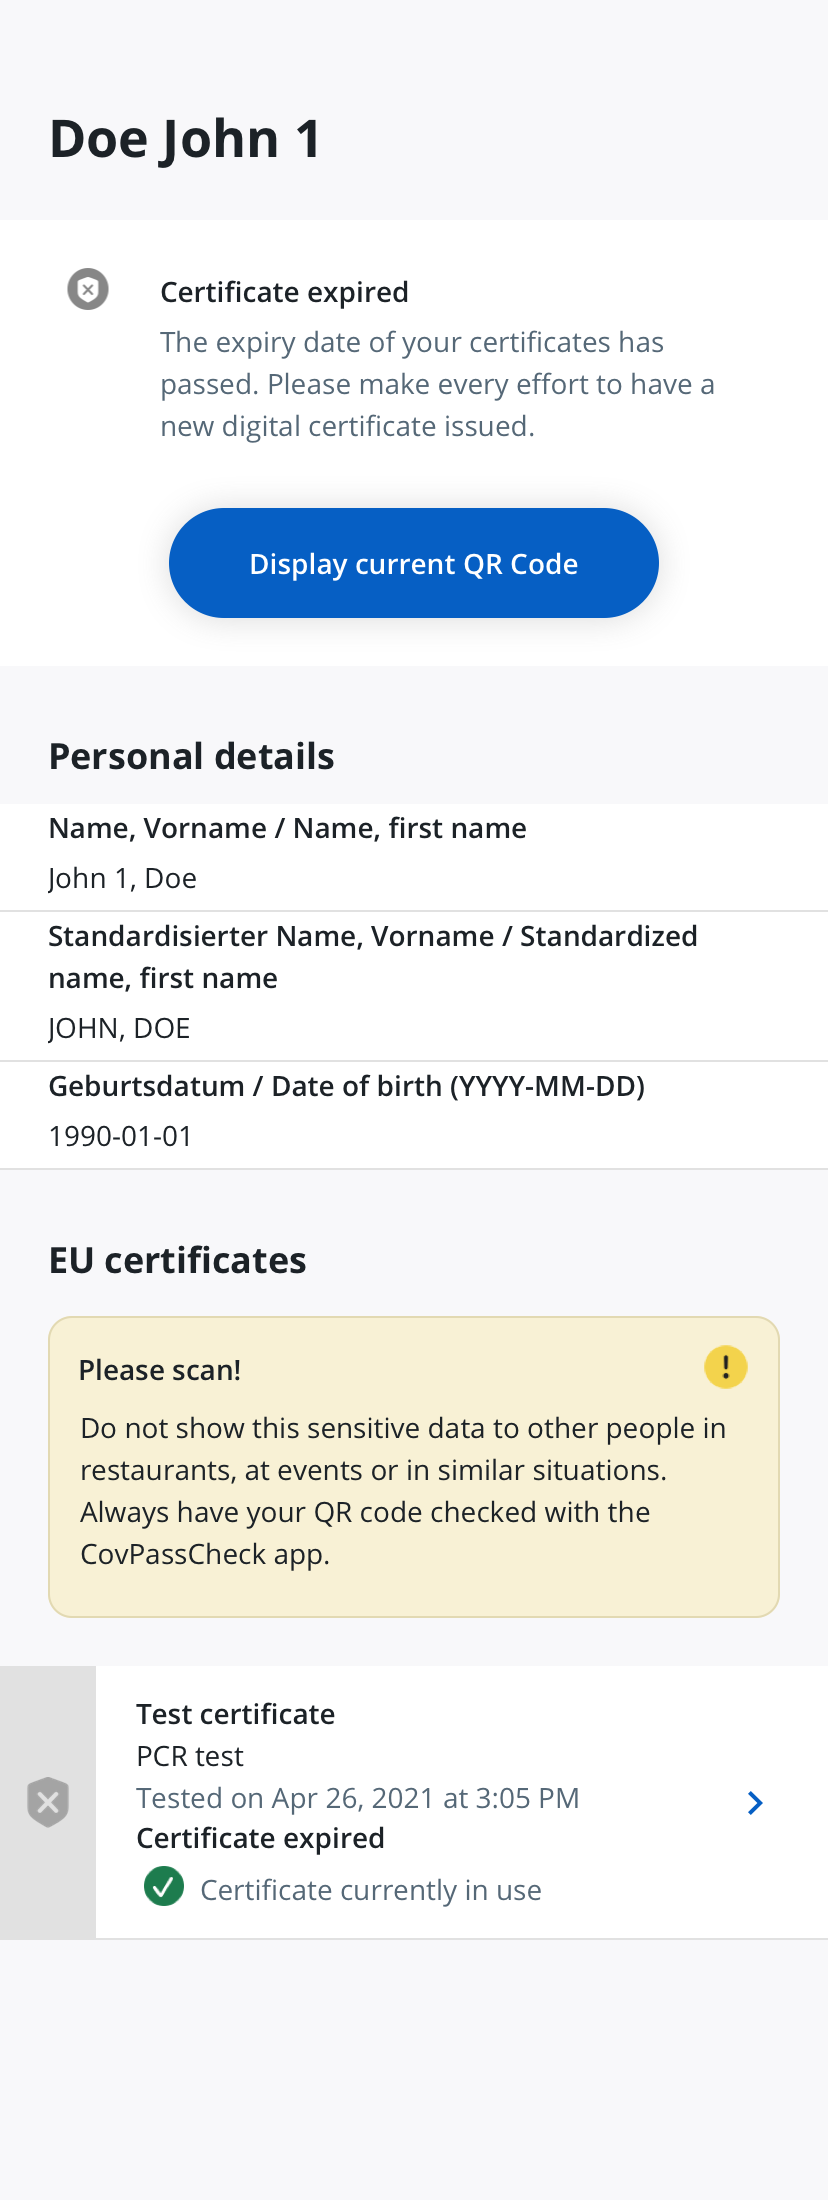 Doe John 1
Certificate expired
The expiry date of your certificates has
passed. Please make every effort to have a
new digital certificate issued.
Display current QR Code
Personal details
Name, Vorname / Name, first name
John 1, Doe
Standardisierter Name, Vorname / Standardized
name, first name
JOHN, DOE
Geburtsdatum / Date of birth (YYYY-MM-DD)
1990-01-01
EU certificates
Please scan!
Do not show this sensitive data to other people in
restaurants, at events or in similar situations.
Always have your QR code checked with the
CovPassCheck app.
Test certificate
PCR test
Tested on Apr 26, 2021 at 3:05 PM
Certificate expired
Certificate currently in use